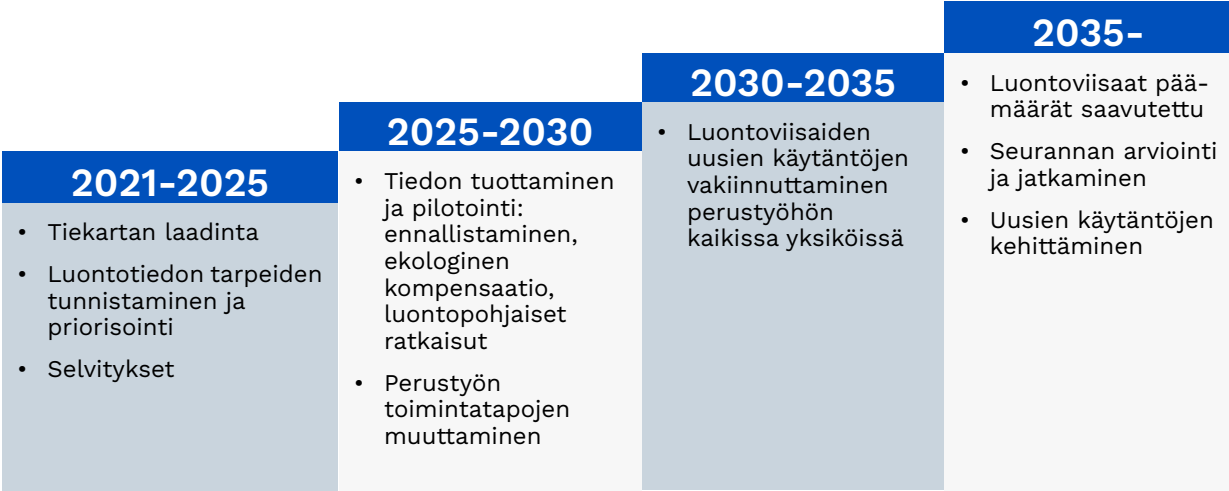 2021-2025
• Tiekartan laadinta
• Luontotiedon tarpeiden
tunnistaminen ja
priorisointi
• Selvitykset
2025-2030
• Tiedon tuottaminen
ja pilotointi:
ennallistaminen,
ekologinen
kompensaatio,
luontopohjaiset
ratkaisut
• Perustyön
toimintatapojen
muuttaminen
2030-2035
• Luontoviisaiden
uusien käytäntöjen
vakiinnuttaminen
perustyöhön
kaikissa yksiköissä
2035-
• Luontoviisaat pää-
määrät saavutettu
• Seurannan arviointi
ja jatkaminen
• Uusien käytäntöjen
kehittäminen